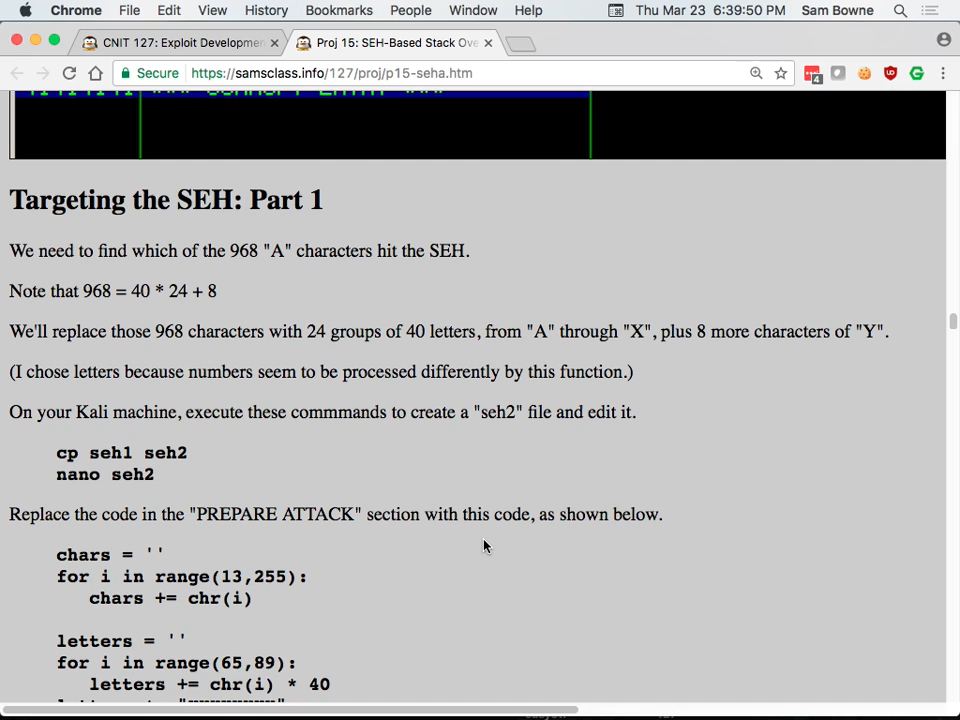 Chrome File Edit View History Bookmarks People Window Help Thu Mar 23 6:39:50 PM Sam Bowne
CNIT 127: Exploit Developmen × Proj 15: SEH-Based Stack Ove ×
Secure https://samsclass.info/127/proj/p15-seha.htm 4
Targeting the SEH: Part 1
We need to find which of the 968 "A" characters hit the SEH.
Note that 968 = 40 * 24 + 8
We'll replace those 968 characters with 24 groups of 40 letters, from "A" through "X", plus 8 more characters of "Y".
(I chose letters because numbers seem to be processed differently by this function.)
On your Kali machine, execute these commmands to create a "seh2" file and edit it.
cp seh1 seh2
nano seh2
Replace the code in the "PREPARE ATTACK" section with this code, as shown below.
chars = ''
for i in range(13,255):
chars += chr(i)
letters = ''
for i in range(65,89):
letters += chr(i) * 40